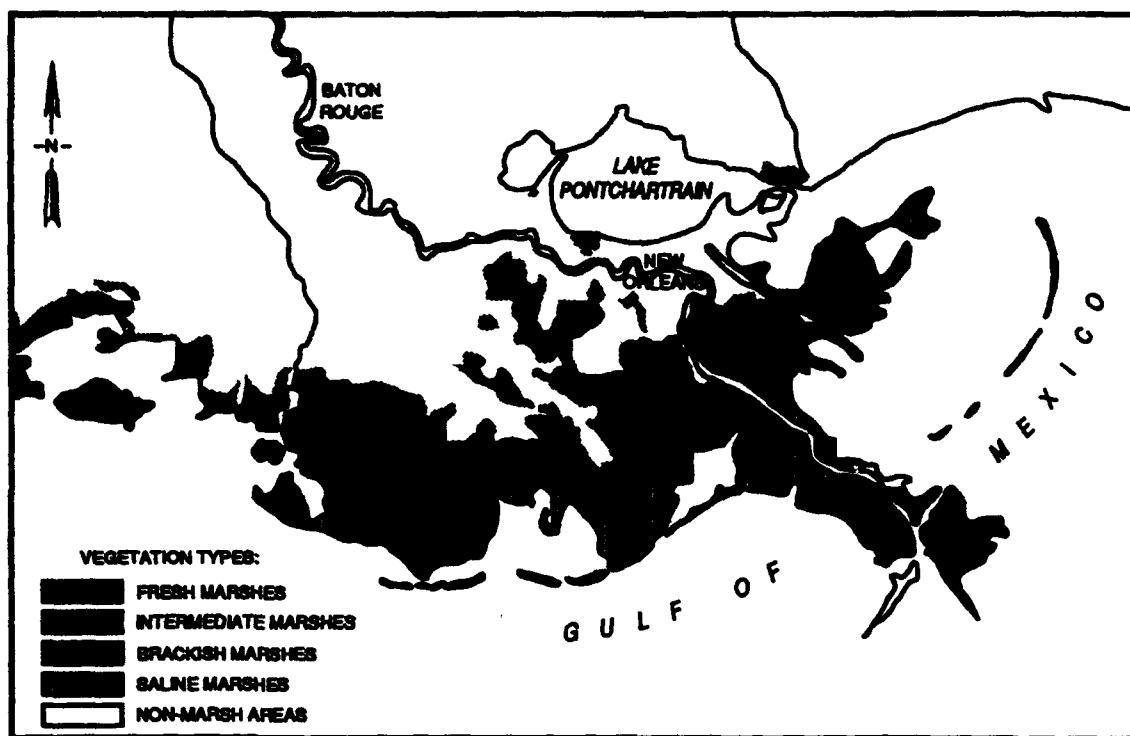 BATON
ROUGE
-N-
LAKE
PONTCHARTRAIN
NEW
ORLEANS
MEXICO
GULF OF
VEGETATION TYPES:
FRESH MARSHES
INTERMEDIATE MARSHES
BRACKISH MARSHES
SALINE MARSHES
NON-MARSH AREAS